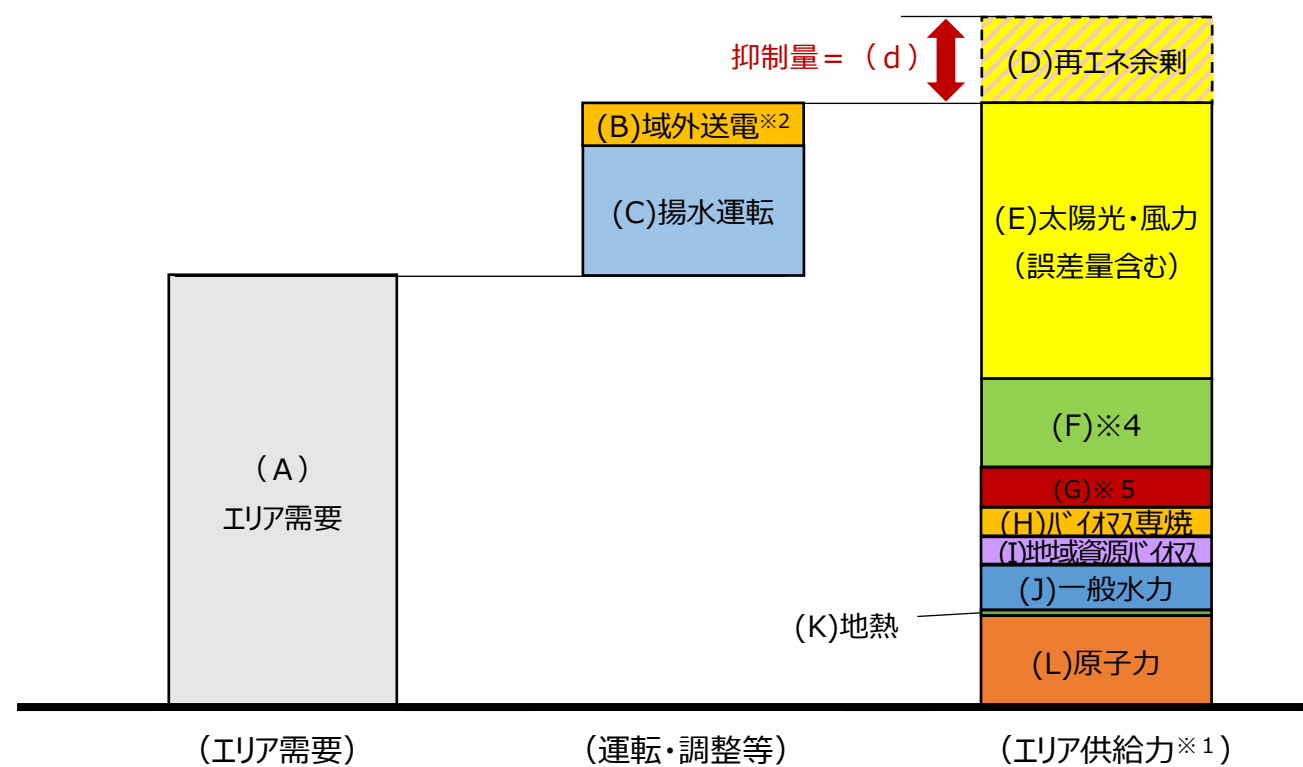 抑制量=（ｄ）
(D)再エネ余剰
(B)域外送電※2
(C)揚水運転
(E)太陽光・風力
（誤差量含む）
(F)※4
（A）
エリア需要
(G)※５
(H)ﾊﾞｲｵﾏｽ専焼
(I)地域資源ﾊﾞｲｵﾏｽ
(J)一般水力
(K)地熱
(L)原子力
（エリア需要）
（運転・調整等）
（エリア供給力※1）